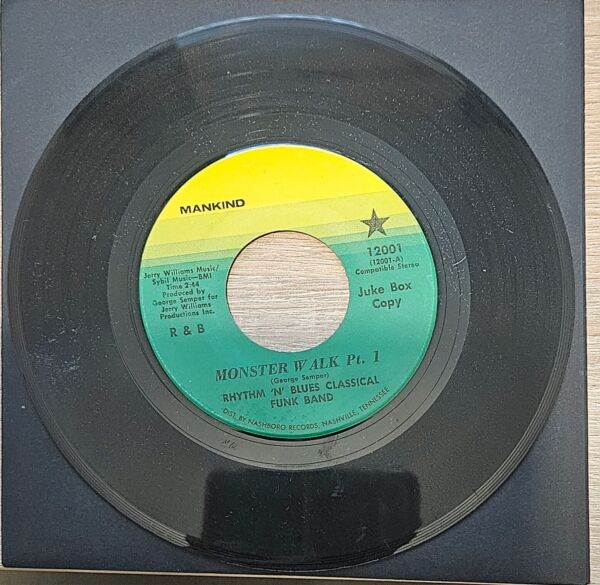 MANKIND
12001
(12001-A)
Compatible Stereo
Juke Box
Copy
Jerry Williams Music/
Sybil Music—BMI
Time 2:44
Produced by
George Semper for
Jerry Williams
Productions Inc.
R & B
MONSTER WALK Pt. 1
(George Semper)
RHYTHM 'N' BLUES CLASSICAL
FUNK BAND
DIST. BY NASHBORO RECORDS, NASHVILLE, TENNESSEE